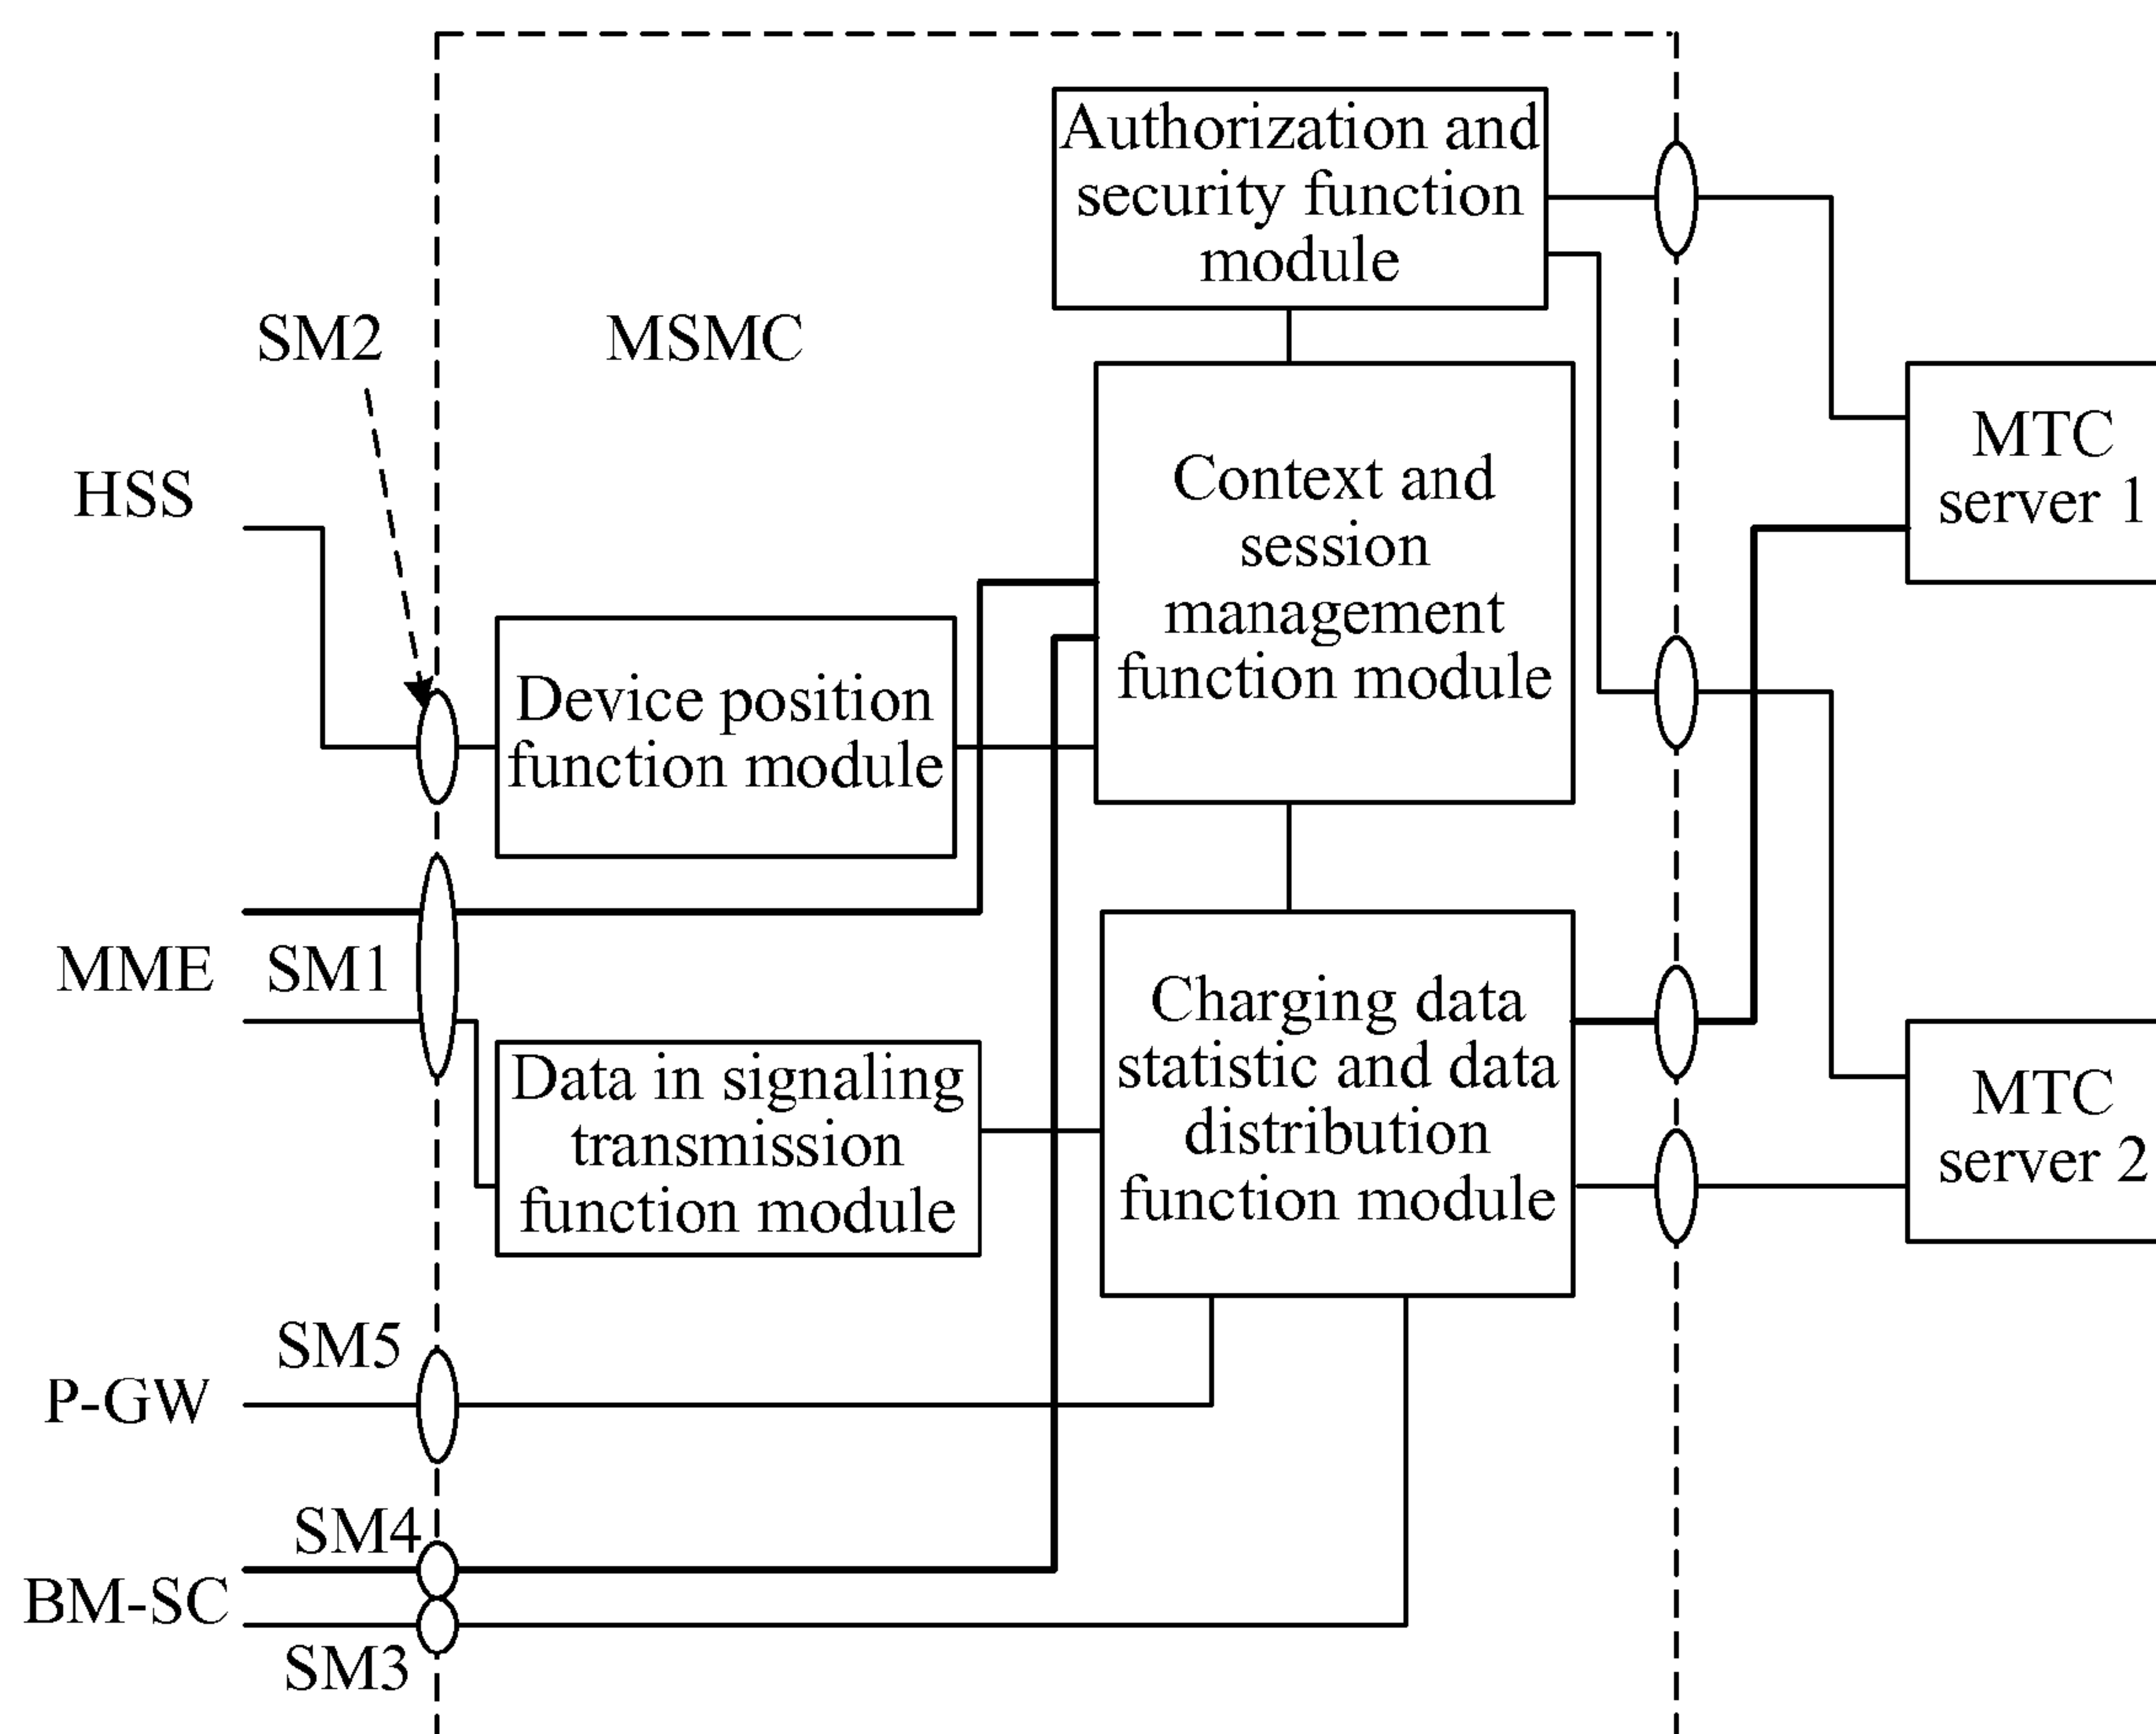 Authorization and
security function
module
SM2
MSMC
HSS
Context and
session
management
function module
MTC
server 1
Device position
function module
MME
SM1
Data in signaling
transmission
function module
Charging data
statistic and data
distribution
function module
MTC
server 2
SM5
P-GW
SM4
BM-SC
SM3